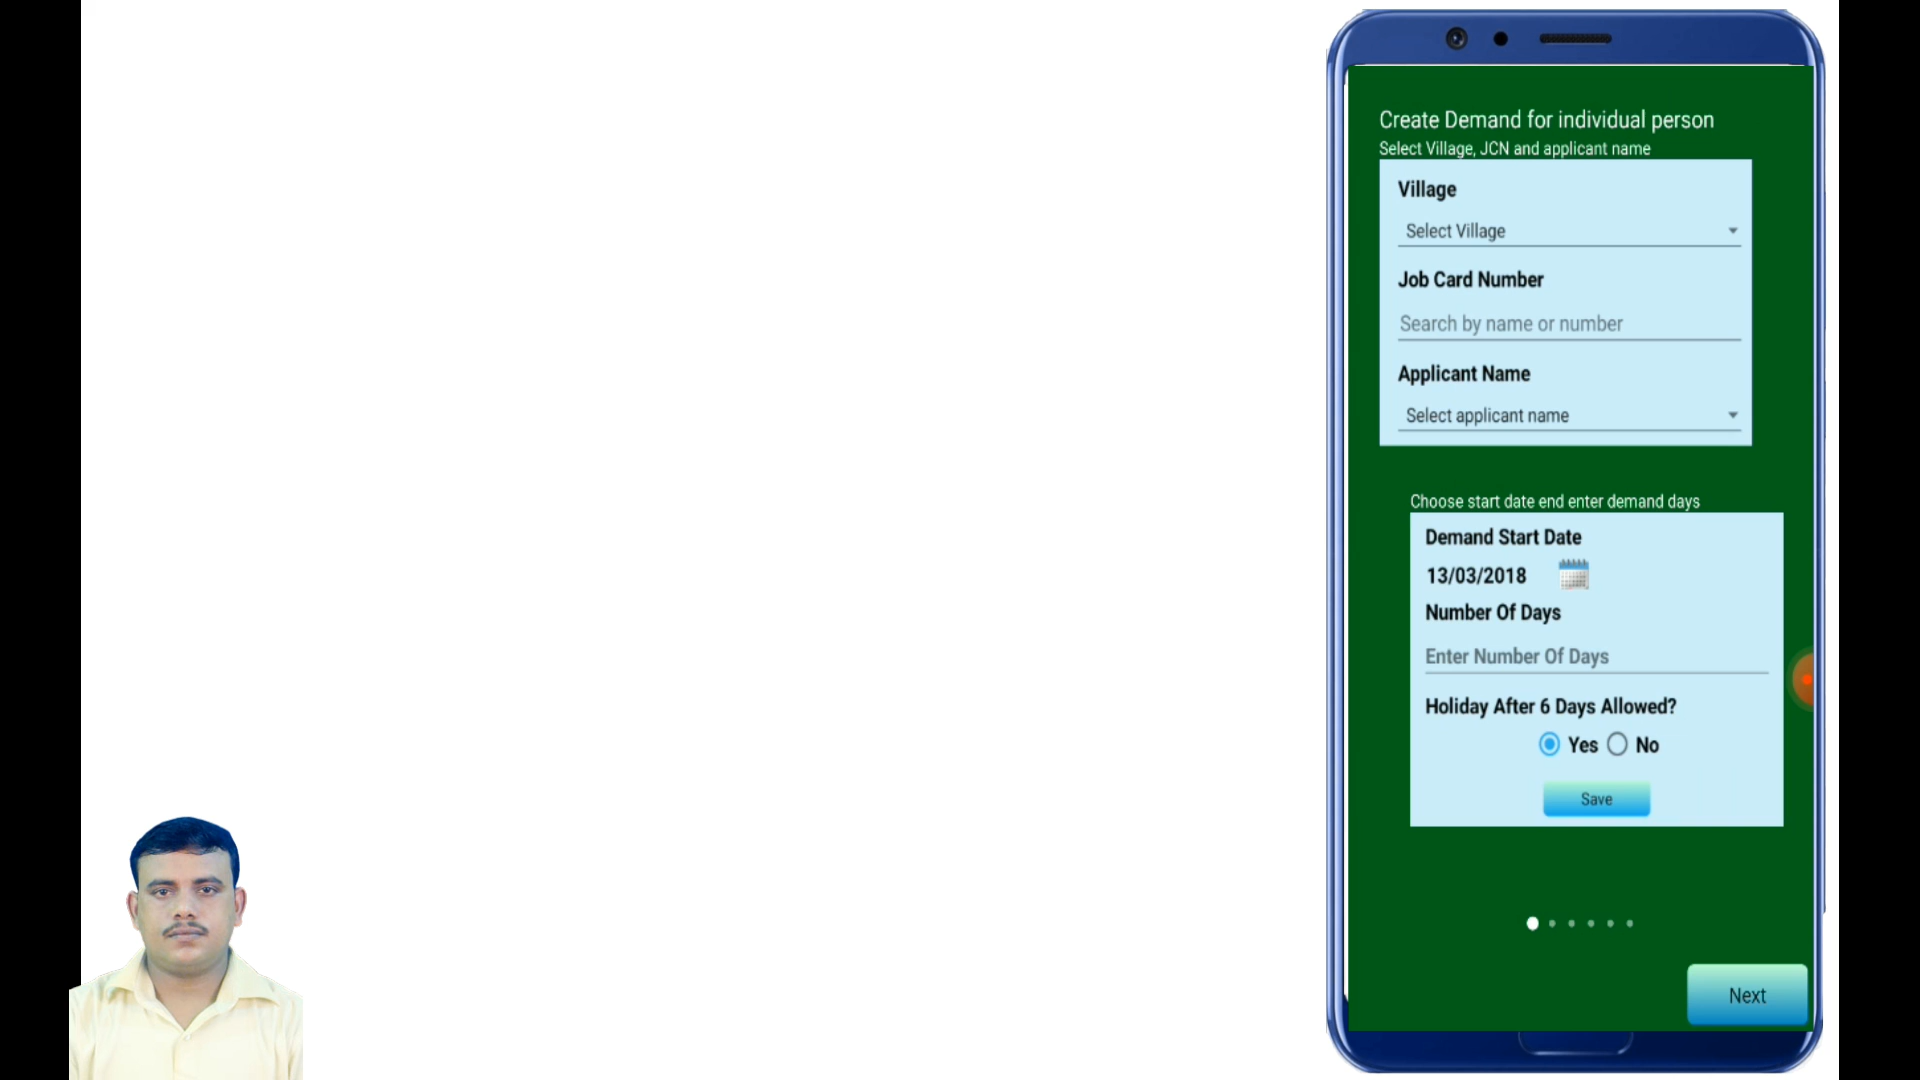 Create Demand for individual person
Select Village, JCN and applicant name
Village
Select Village
Job Card Number
Search by name or number
Applicant Name
Select applicant name
Choose start date end enter demand days
Demand Start Date
13/03/2018
Number Of Days
Enter Number Of Days
Holiday After 6 Days Allowed?
Yes No
Save
Next